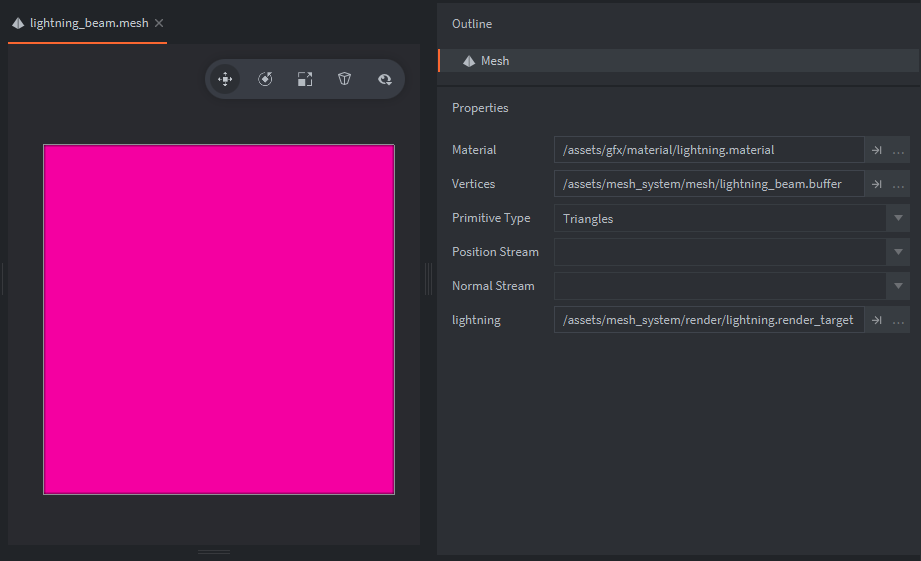 lightning_beam.mesh
Outline
Mesh
Properties
Material /assets/gfx/material/lightning.material ...
Vertices /assets/mesh_system/mesh/lightning_beam.buffer ...
Primitive Type Triangles
Position Stream
Normal Stream
lightning /assets/mesh_system/render/lightning.render_target ...